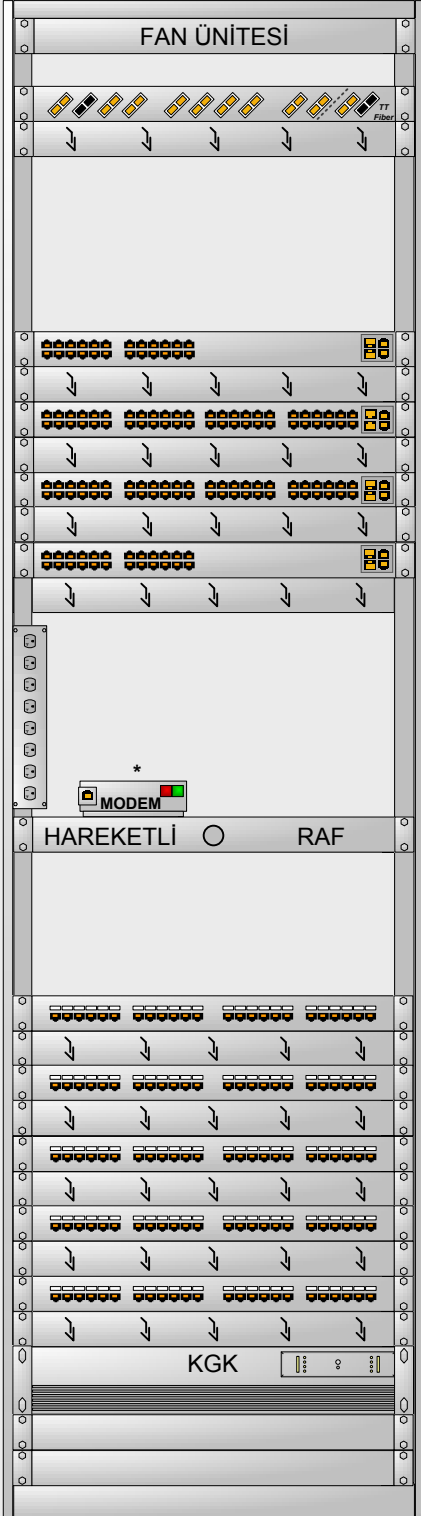 FAN ÜNİTESİ
TT
Fiber
*
MODEM
HAREKETLİ RAF
KGK